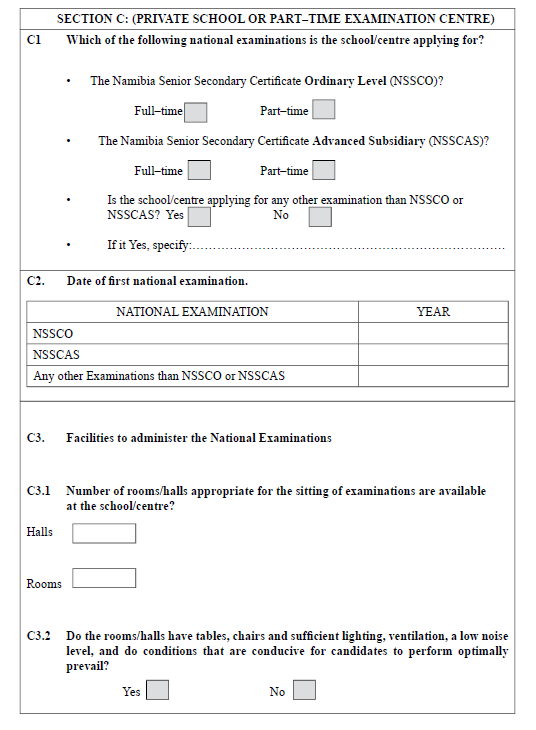 SECTION C: (PRIVATE SCHOOL OR PART–TIME EXAMINATION CENTRE)
C1 Which of the following national examinations is the school/centre applying for?
• The Namibia Senior Secondary Certificate Ordinary Level (NSSCO)?
Full–time Part–time
• The Namibia Senior Secondary Certificate Advanced Subsidiary (NSSCAS)?
Full–time Part–time
• Is the school/centre applying for any other examination than NSSCO or
NSSCAS? Yes No
• If it Yes, specify:……………………………………………………………………
C2. Date of first national examination.
NATIONAL EXAMINATION YEAR
NSSCO
NSSCAS
Any other Examinations than NSSCO or NSSCAS
C3. Facilities to administer the National Examinations
C3.1 Number of rooms/halls appropriate for the sitting of examinations are available
at the school/centre?
Halls
Rooms
C3.2 Do the rooms/halls have tables, chairs and sufficient lighting, ventilation, a low noise
level, and do conditions that are conducive for candidates to perform optimally
prevail?
Yes No